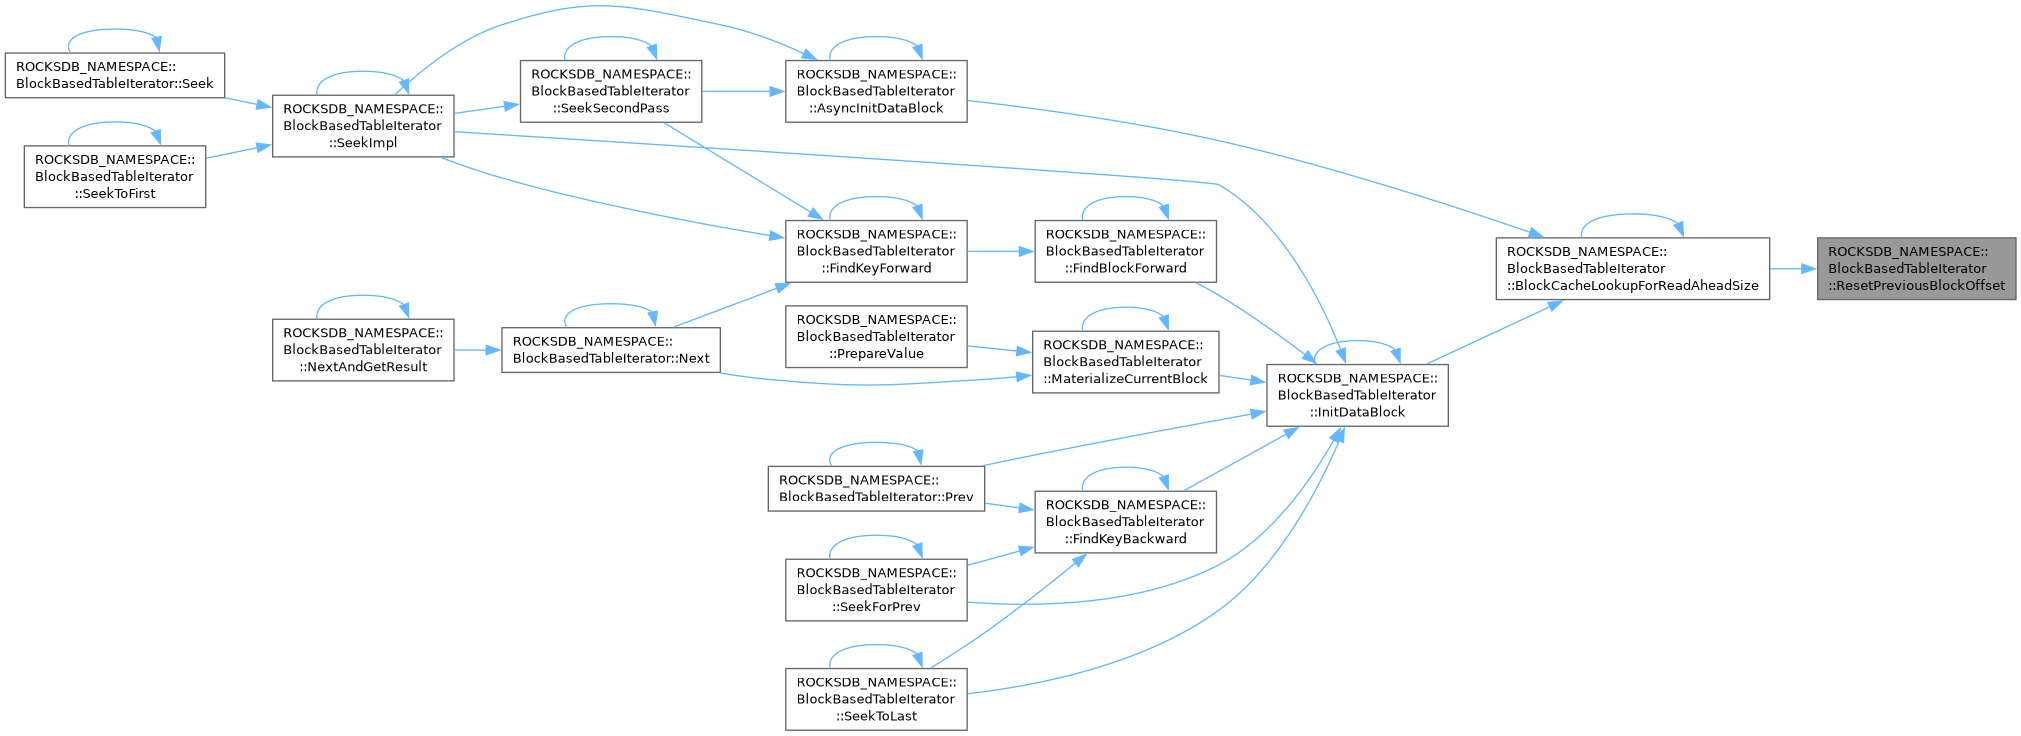 ROCKSDB_NAMESPACE::
BlockBasedTableIterator::Seek
ROCKSDB_NAMESPACE::
BlockBasedTableIterator
::SeekToFirst
ROCKSDB_NAMESPACE::
BlockBasedTableIterator
::SeekImpl
ROCKSDB_NAMESPACE::
BlockBasedTableIterator
::NextAndGetResult
ROCKSDB_NAMESPACE::
BlockBasedTableIterator
::SeekSecondPass
ROCKSDB_NAMESPACE::
BlockBasedTableIterator::Next
ROCKSDB_NAMESPACE::
BlockBasedTableIterator
::AsyncInitDataBlock
ROCKSDB_NAMESPACE::
BlockBasedTableIterator
::FindKeyForward
ROCKSDB_NAMESPACE::
BlockBasedTableIterator
::PrepareValue
ROCKSDB_NAMESPACE::
BlockBasedTableIterator::Prev
ROCKSDB_NAMESPACE::
BlockBasedTableIterator
::SeekForPrev
ROCKSDB_NAMESPACE::
BlockBasedTableIterator
::SeekToLast
ROCKSDB_NAMESPACE::
BlockBasedTableIterator
::FindBlockForward
ROCKSDB_NAMESPACE::
BlockBasedTableIterator
::MaterializeCurrentBlock
ROCKSDB_NAMESPACE::
BlockBasedTableIterator
::FindKeyBackward
ROCKSDB_NAMESPACE::
BlockBasedTableIterator
::InitDataBlock
ROCKSDB_NAMESPACE::
BlockBasedTableIterator
::BlockCacheLookupForReadAheadSize
ROCKSDB_NAMESPACE::
BlockBasedTableIterator
::ResetPreviousBlockOffset